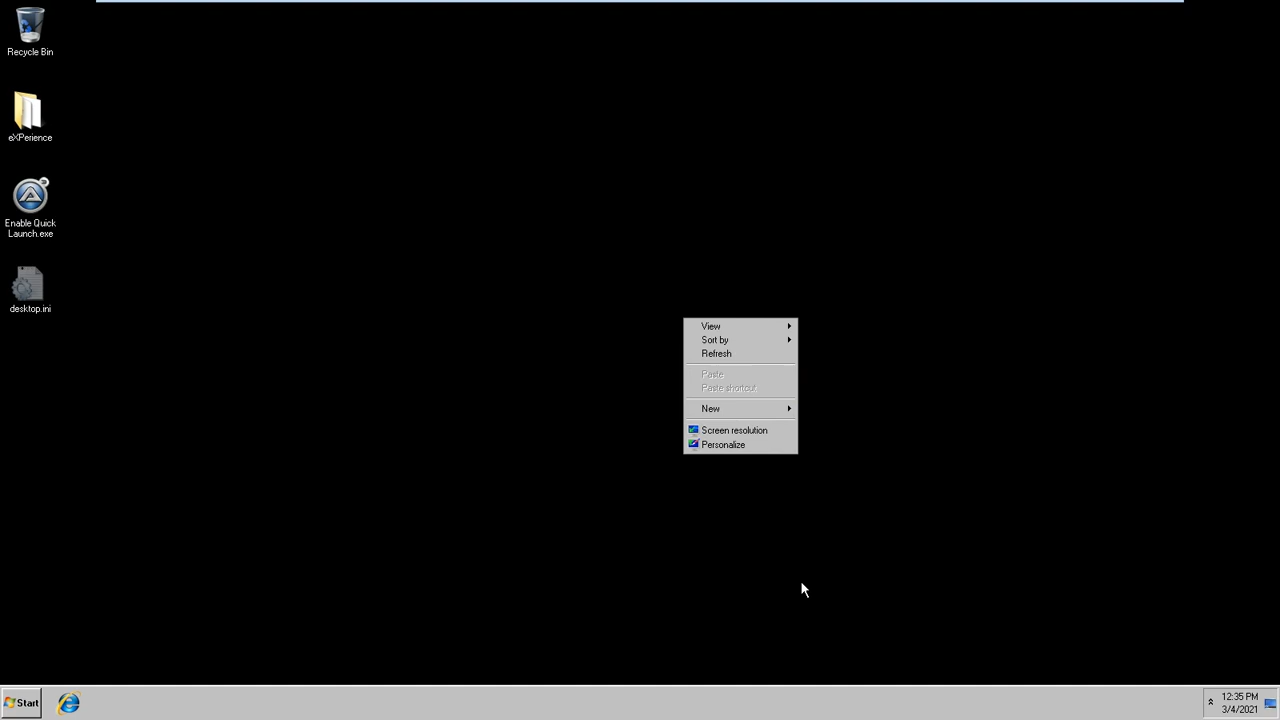 Recycle Bin
eXPerience
Enable Quick
Launch.exe
desktop.ini
View
Sort by
Refresh
Paste
Paste shortcut
New
Screen resolution
Personalize
Start
12:35 PM
3/4/2021